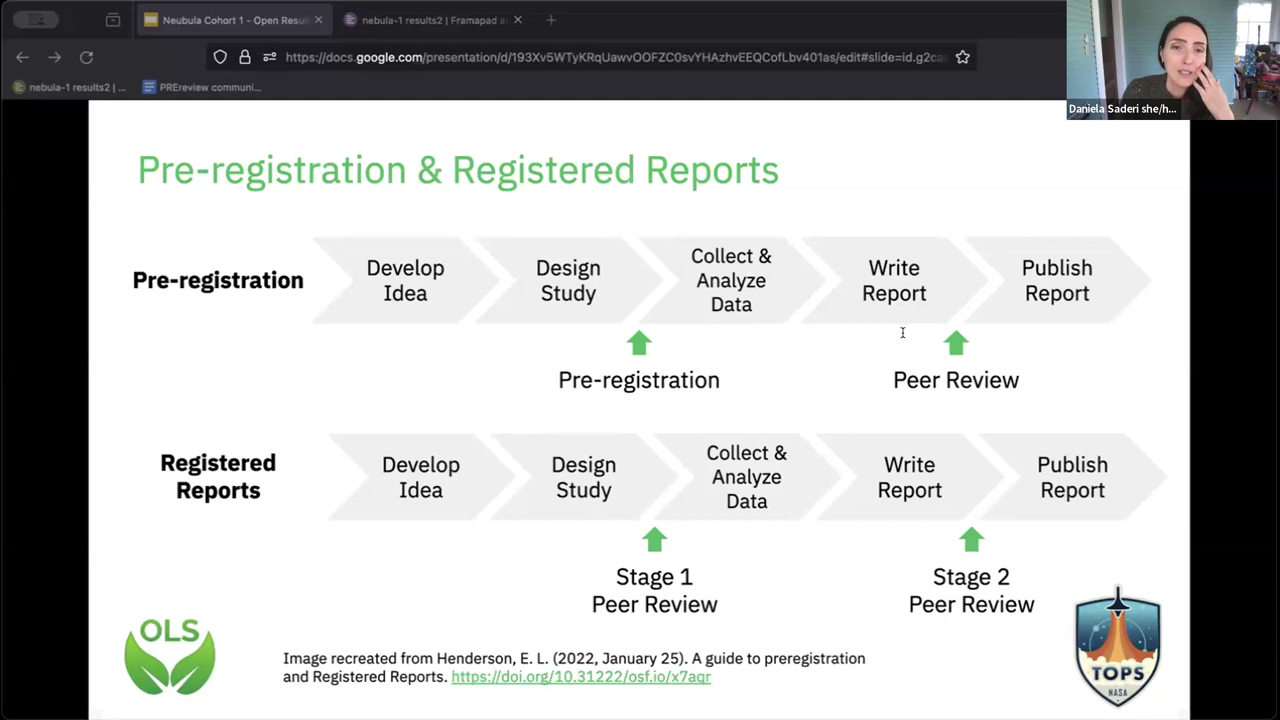 Neubula Cohort 1 - Open Resul
nebula-1 results2 | Framapad
https://docs.google.com/presentation/d/193Xv5WTyKRqUawvOOFZC0svYHAzhvEEQCofLbv401as/edit#slide=id.g2ca
nebula-1 results2 | ...
PREreview communi...
Daniela Saderi she/h...
Pre-registration & Registered Reports
Pre-registration
Develop
Idea
Design
Study
Collect &
Analyze
Data
Write
Report
Publish
Report
Pre-registration
Peer Review
Registered
Reports
Develop
Idea
Design
Study
Collect &
Analyze
Data
Write
Report
Publish
Report
Stage 1
Peer Review
Stage 2
Peer Review
OLS
Image recreated from Henderson, E. L. (2022, January 25). A guide to preregistration
and Registered Reports. https://doi.org/10.31222/osf.io/x7aqr
TOPS
NASA